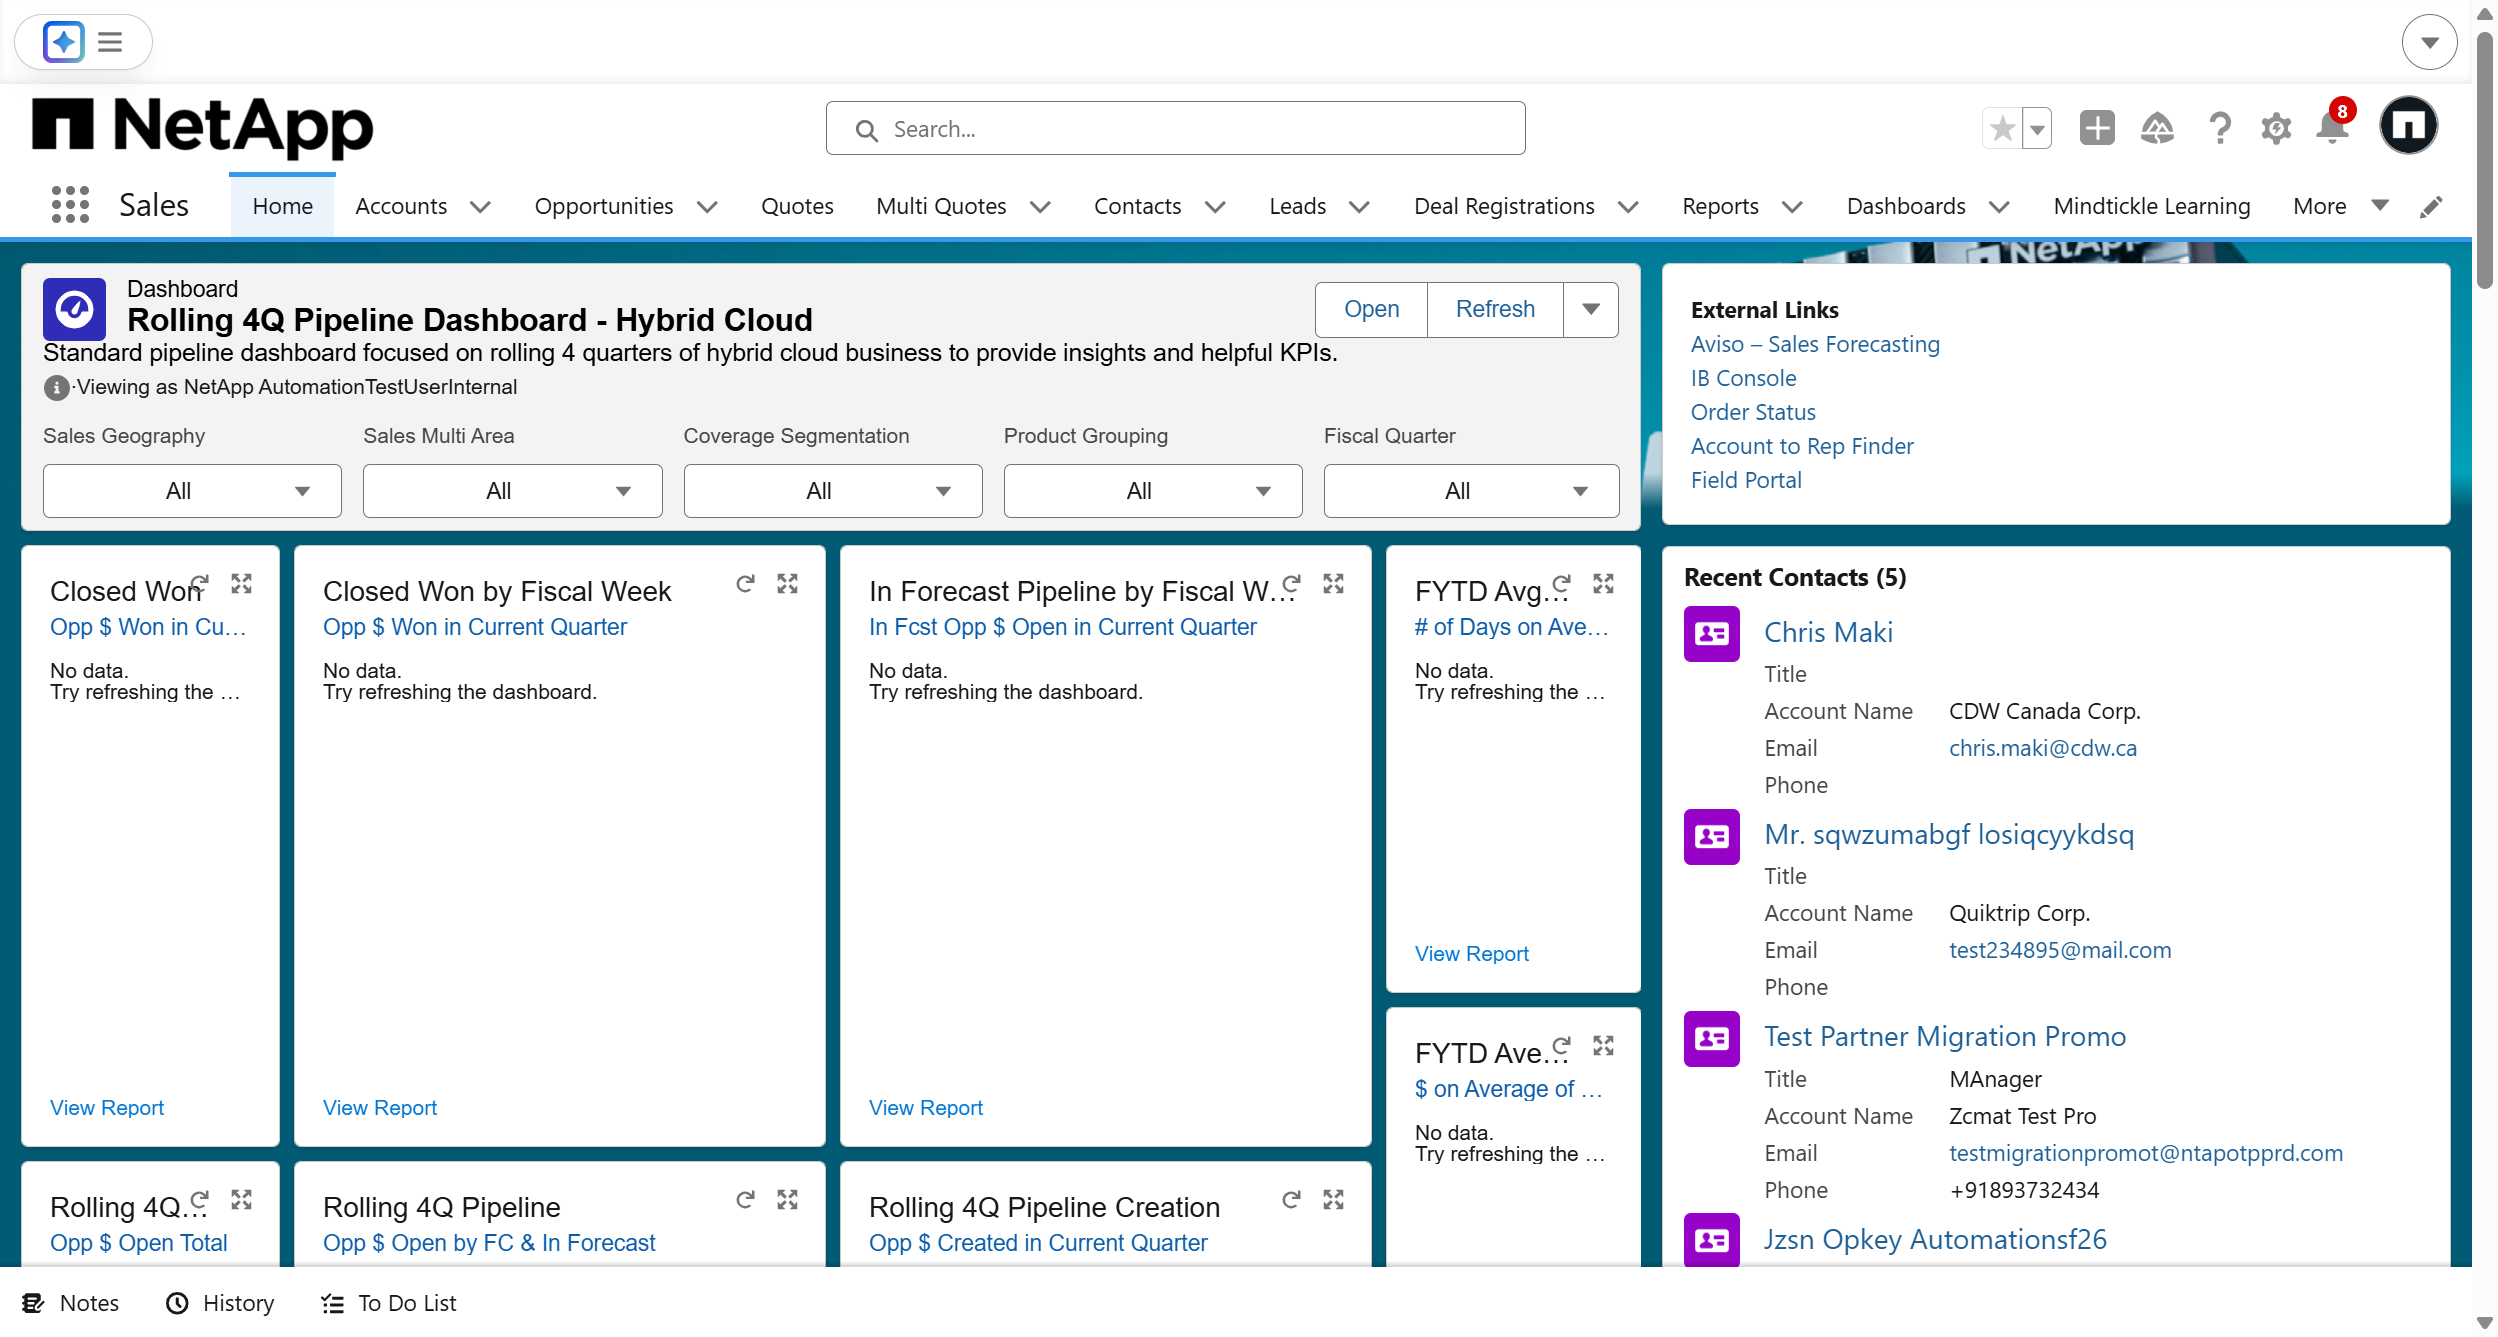 NetApp
Search...
8
Sales
Home
Accounts
Opportunities
Quotes
Multi Quotes
Contacts
Leads
Deal Registrations
Reports
Dashboards
Mindtickle Learning
More
NetApp
Dashboard
Rolling 4Q Pipeline Dashboard - Hybrid Cloud
Open
Refresh
Standard pipeline dashboard focused on rolling 4 quarters of hybrid cloud business to provide insights and helpful KPIs.
·Viewing as NetApp AutomationTestUserInternal
Sales Geography
Sales Multi Area
Coverage Segmentation
Product Grouping
Fiscal Quarter
All
All
All
All
All
External Links
Aviso – Sales Forecasting
IB Console
Order Status
Account to Rep Finder
Field Portal
Closed Won
Opp $ Won in Cu…
No data.
Try refreshing the …
View Report
Closed Won by Fiscal Week
Opp $ Won in Current Quarter
No data.
Try refreshing the dashboard.
View Report
In Forecast Pipeline by Fiscal W…
In Fcst Opp $ Open in Current Quarter
No data.
Try refreshing the dashboard.
View Report
FYTD Avg…
# of Days on Ave…
No data.
Try refreshing the …
View Report
FYTD Ave…
$ on Average of …
No data.
Try refreshing the …
Rolling 4Q…
Opp $ Open Total
Rolling 4Q Pipeline
Opp $ Open by FC & In Forecast
Rolling 4Q Pipeline Creation
Opp $ Created in Current Quarter
Recent Contacts (5)
Chris Maki
Title
Account Name CDW Canada Corp.
Email chris.maki@cdw.ca
Phone
Mr. sqwzumabgf losiqcyykdsq
Title
Account Name Quiktrip Corp.
Email test234895@mail.com
Phone
Test Partner Migration Promo
Title MAnager
Account Name Zcmat Test Pro
Email testmigrationpromot@ntapotpprd.com
Phone +91893732434
Jzsn Opkey Automationsf26
Notes
History
To Do List